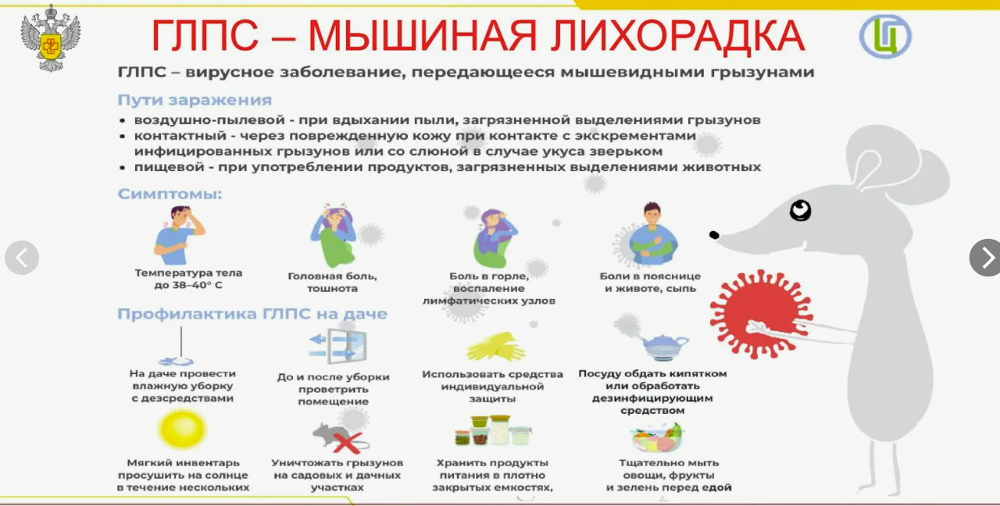 ГЛПС – МЫШИНАЯ ЛИХОРАДКА
ГЛПС – вирусное заболевание, передающееся мышевидными грызунами
Пути заражения
• воздушно-пылевой - при вдыхании пыли, загрязненной выделениями грызунов
• контактный - через поврежденную кожу при контакте с экскрементами
инфицированных грызунов или со слюной в случае укуса зверьком
• пищевой - при употреблении продуктов, загрязненных выделениями животных
Симптомы:
Температура тела
до 38–40° С
Головная боль,
тошнота
Боль в горле,
воспаление
лимфатических узлов
Боли в пояснице
и животе, сыпь
Профилактика ГЛПС на даче
На даче провести
влажную уборку
с дезсредствами
До и после уборки
проветрить
помещение
Использовать средства
индивидуальной
защиты
Посуду обдать кипятком
или обработать
дезинфицирующим
средством
Мягкий инвентарь
просушить на солнце
в течение нескольких
Уничтожать грызунов
на садовых и дачных
участках
Хранить продукты
питания в плотно
закрытых емкостях,
Тщательно мыть
овощи, фрукты
и зелень перед едой